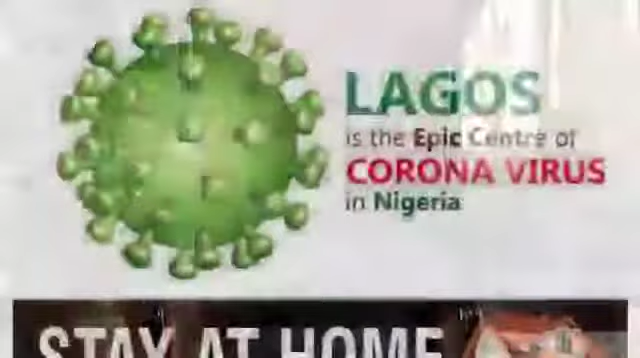 LAGOS
is the Epic Centre of
CORONA VIRUS
in Nigeria
STAY AT HOME